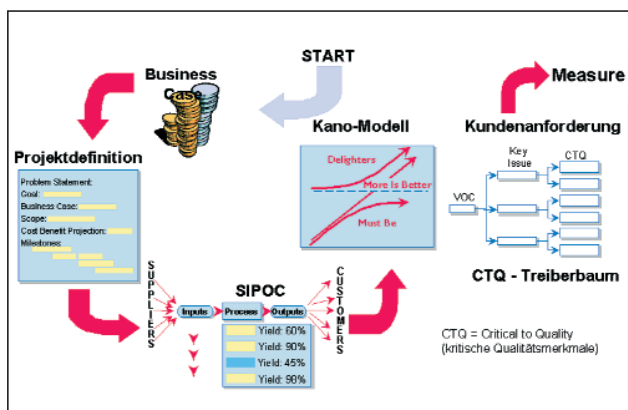 START
Business
Case
Measure
Projektdefinition
Problem Statement:
Goal:
Business Case:
Scope:
Cost Benefit Projection:
Milestones:
SUPPLIERS
SIPOC
Inputs
Process
Outputs
Yield: 60%
Yield: 90%
Yield: 45%
Yield: 98%
CUSTOMERS
Kano-Modell
Delighters
More Is Better
Must Be
Kundenanforderung
Key
Issue
CTQ
VOC
CTQ - Treiberbaum
CTQ = Critical to Quality
(kritische Qualitätsmerkmale)